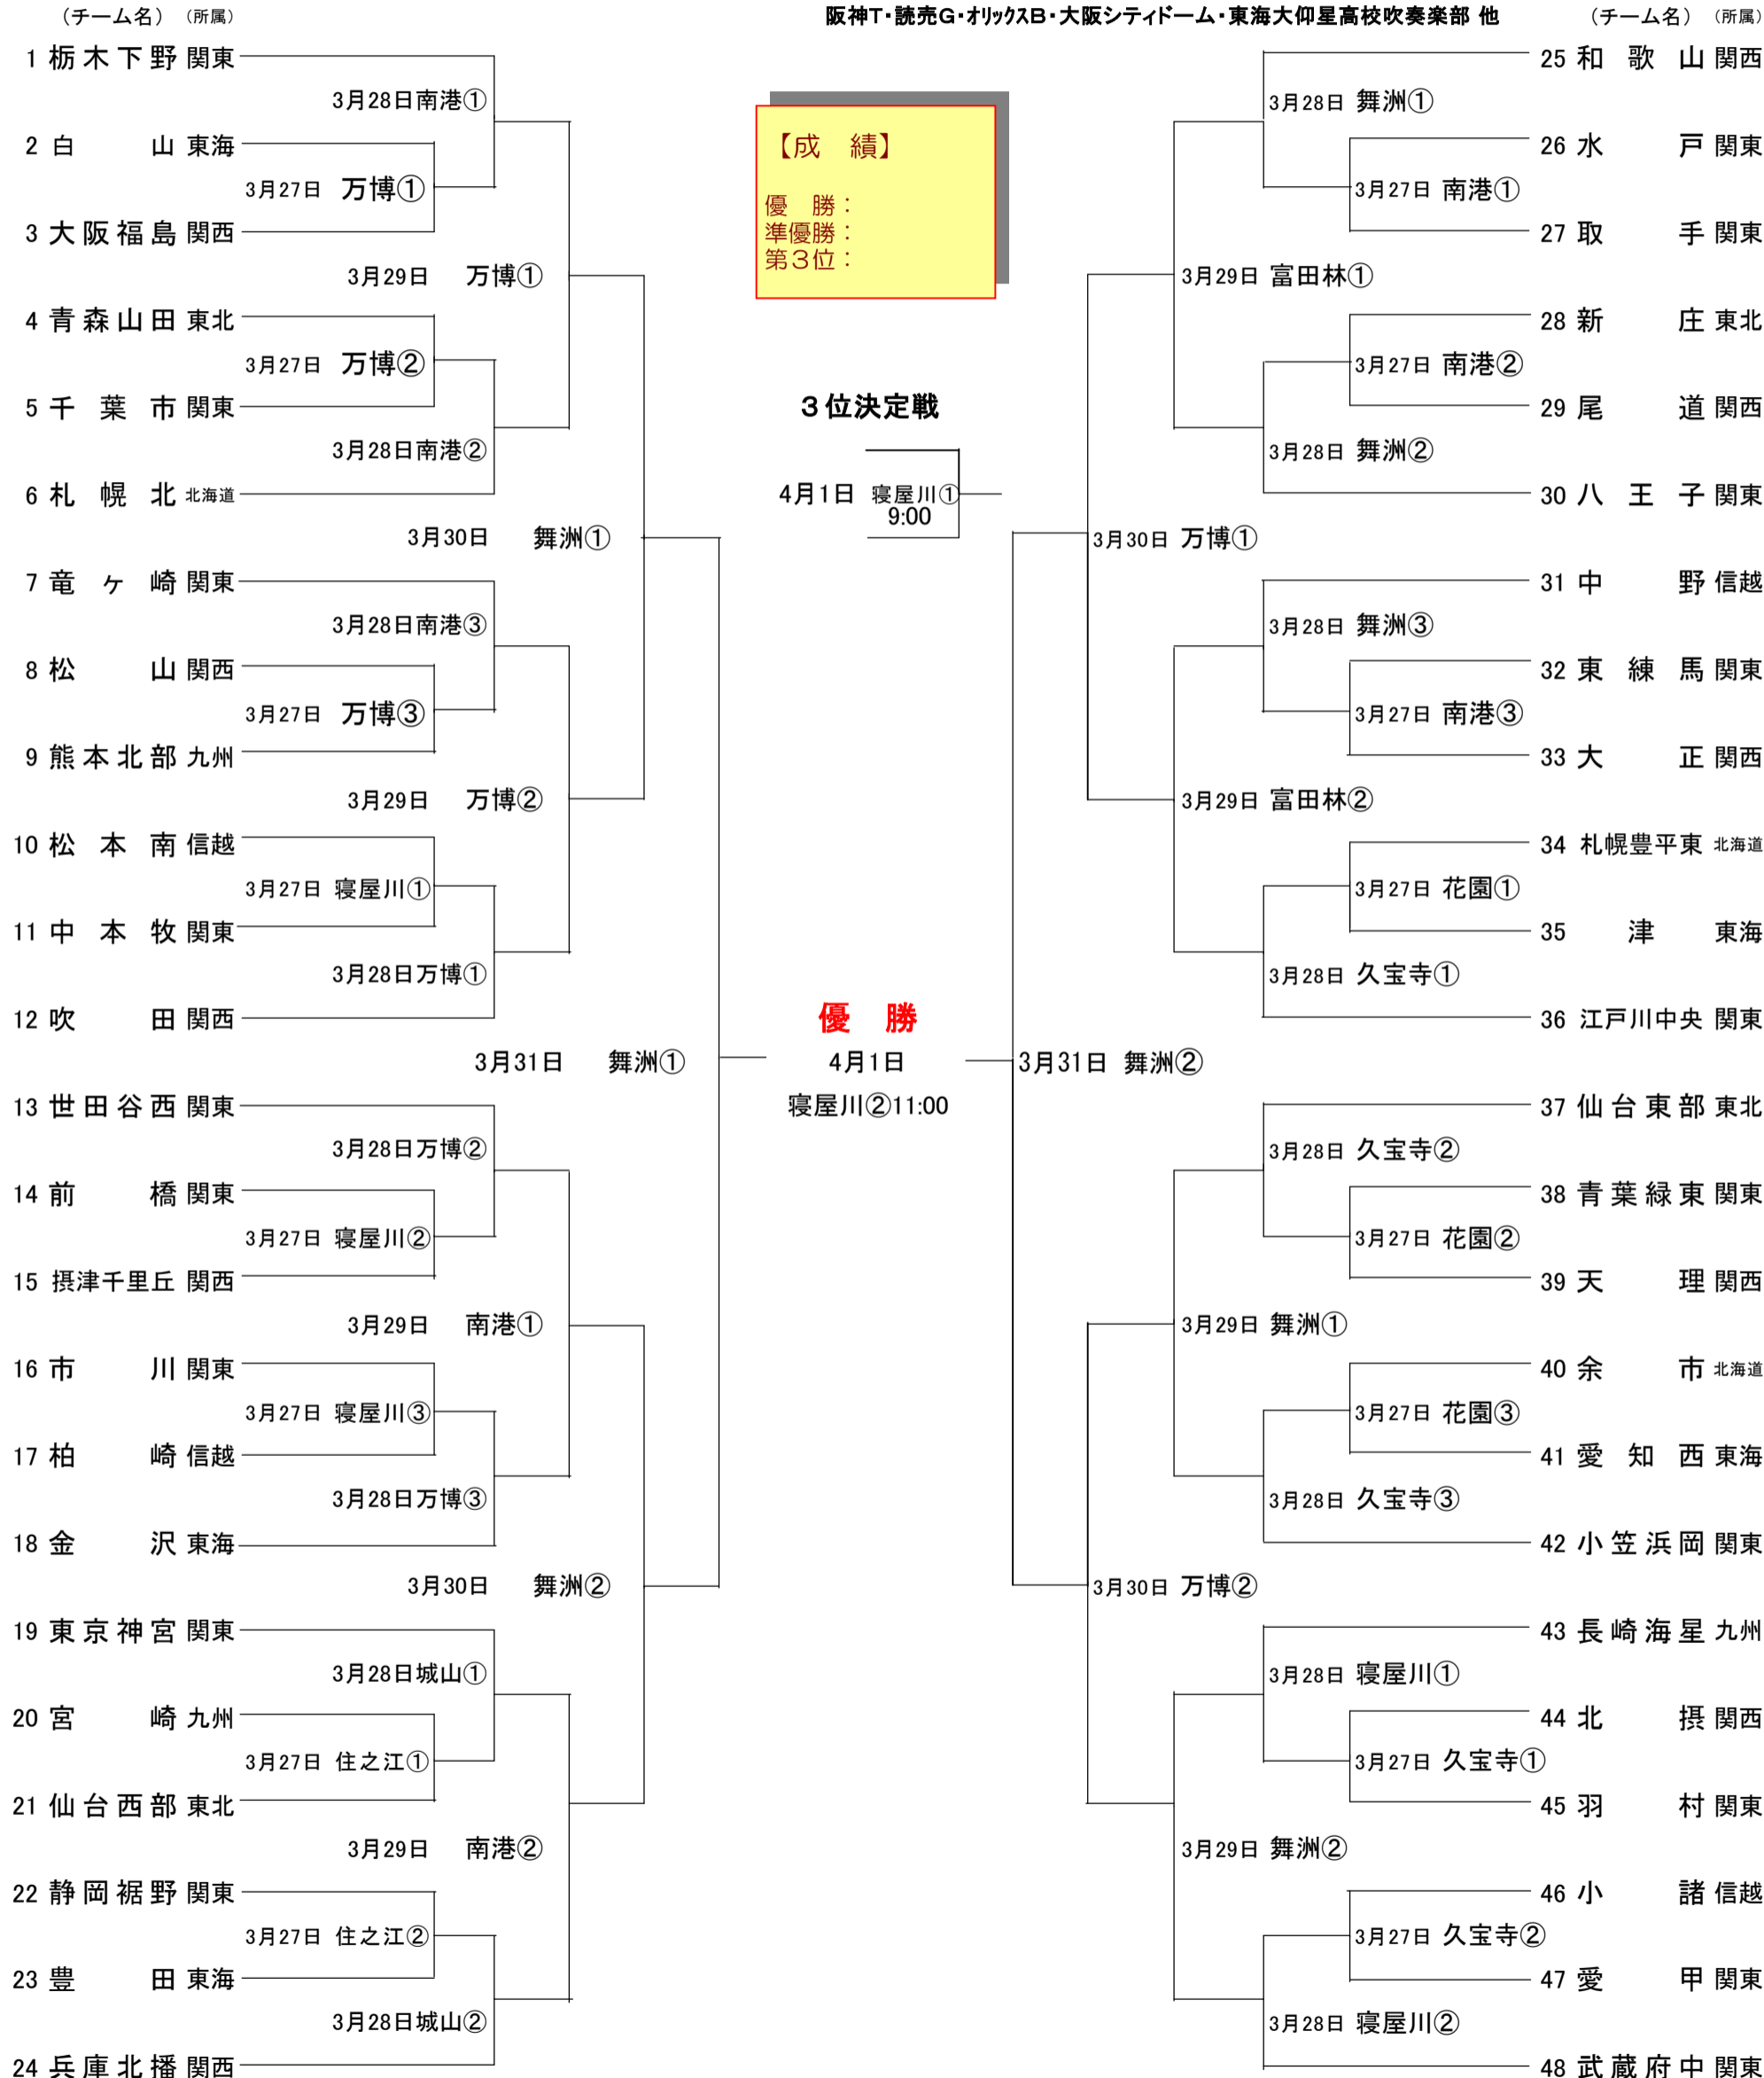 （チーム名）（所属） 阪神T・読売G・オリックスB・大阪シティドーム・東海大仰星高校吹奏楽部 他 （チーム名）（所属）
1 栃木下野 関東
25 和歌山 関西
3月28日南港①
3月28日 舞洲①
2 白山 東海
26 水戸 関東
3月27日 万博①
3月27日 南港①
3 大阪福島 関西
27 取手 関東
【成 績】
優 勝：
準優勝：
第３位：
3月29日 万博①
3月29日 富田林①
4 青森山田 東北
28 新庄 東北
3月27日 万博②
3月27日 南港②
5 千葉市 関東
29 尾道 関西
３位決定戦
3月28日南港②
3月28日 舞洲②
6 札幌北 北海道
30 八王子 関東
4月1日 寝屋川①
9:00
3月30日 舞洲①
3月30日 万博①
7 竜ヶ崎 関東
31 中野 信越
3月28日南港③
3月28日 舞洲③
8 松山 関西
32 東練馬 関東
3月27日 万博③
3月27日 南港③
9 熊本北部 九州
33 大正 関西
3月29日 万博②
3月29日 富田林②
10 松本南 信越
34 札幌豊平東 北海道
3月27日 寝屋川①
3月27日 花園①
11 中本牧 関東
35 津 東海
3月28日万博①
3月28日 久宝寺①
12 吹田 関西
36 江戸川中央 関東
優 勝
3月31日 舞洲①
4月1日
3月31日 舞洲②
寝屋川②11:00
13 世田谷西 関東
37 仙台東部 東北
3月28日万博②
3月28日 久宝寺②
14 前橋 関東
38 青葉緑東 関東
3月27日 寝屋川②
3月27日 花園②
15 摂津千里丘 関西
39 天理 関西
3月29日 南港①
3月29日 舞洲①
16 市川 関東
40 余市 北海道
3月27日 寝屋川③
3月27日 花園③
17 柏崎 信越
41 愛知西 東海
3月28日万博③
3月28日 久宝寺③
18 金沢 東海
42 小笠浜岡 関東
3月30日 舞洲②
3月30日 万博②
19 東京神宮 関東
43 長崎海星 九州
3月28日城山①
3月28日 寝屋川①
20 宮崎 九州
44 北摂 関西
3月27日 住之江①
3月27日 久宝寺①
21 仙台西部 東北
45 羽村 関東
3月29日 南港②
3月29日 舞洲②
22 静岡裾野 関東
46 小諸 信越
3月27日 住之江②
3月27日 久宝寺②
23 豊田 東海
47 愛甲 関東
3月28日城山②
3月28日 寝屋川②
24 兵庫北播 関西
48 武蔵府中 関東